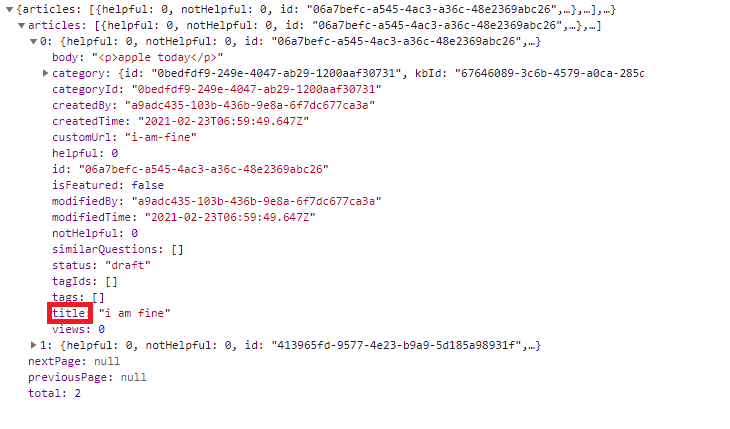 {articles: [{helpful: 0, notHelpful: 0, id: "06a7befc-a545-4ac3-a36c-48e2369abc26",…},…],…}
articles: [{helpful: 0, notHelpful: 0, id: "06a7befc-a545-4ac3-a36c-48e2369abc26",…},…]
0: {helpful: 0, notHelpful: 0, id: "06a7befc-a545-4ac3-a36c-48e2369abc26",…}
body: "<p>apple today</p>"
category: {id: "0bedfdf9-249e-4047-ab29-1200aaf30731", kbId: "67646089-3c6b-4579-a0ca-285c
categoryId: "0bedfdf9-249e-4047-ab29-1200aaf30731"
createdBy: "a9adc435-103b-436b-9e8a-6f7dc677ca3a"
createdTime: "2021-02-23T06:59:49.647Z"
customUrl: "i-am-fine"
helpful: 0
id: "06a7befc-a545-4ac3-a36c-48e2369abc26"
isFeatured: false
modifiedBy: "a9adc435-103b-436b-9e8a-6f7dc677ca3a"
modifiedTime: "2021-02-23T06:59:49.647Z"
notHelpful: 0
similarQuestions: []
status: "draft"
tagIds: []
tags: []
title: "i am fine"
views: 0
1: {helpful: 0, notHelpful: 0, id: "413965fd-9577-4e23-b9a9-5d185a98931f",…}
nextPage: null
previousPage: null
total: 2